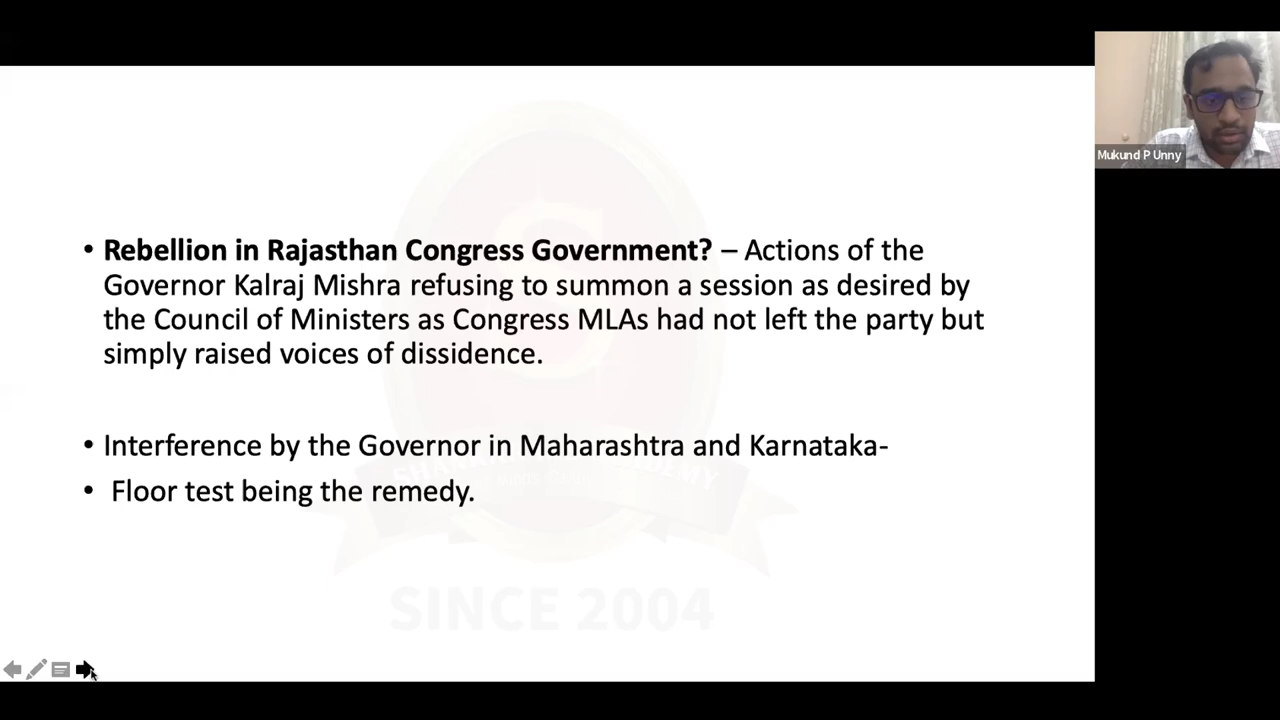 Mukund P Unny
• Rebellion in Rajasthan Congress Government? – Actions of the
Governor Kalraj Mishra refusing to summon a session as desired by
the Council of Ministers as Congress MLAs had not left the party but
simply raised voices of dissidence.
• Interference by the Governor in Maharashtra and Karnataka-
• Floor test being the remedy.
SINCE 2004